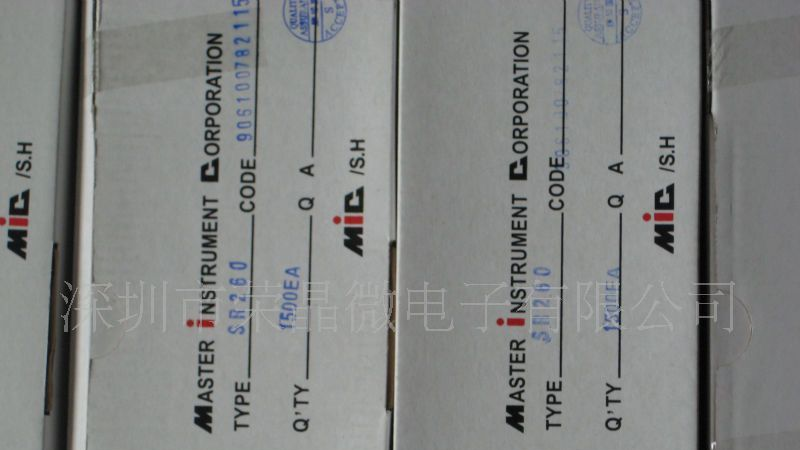 MiC /S.H
MASTER iNSTRUMENT CORPORATION
TYPE SR260 CODE 9061007821115
Q'TY 1500EA Q A
MiC /S.H
MASTER iNSTRUMENT CORPORATION
TYPE SR260 CODE
Q'TY 1500EA Q A
MiC /S.H
深圳市荣晶微电子有限公司